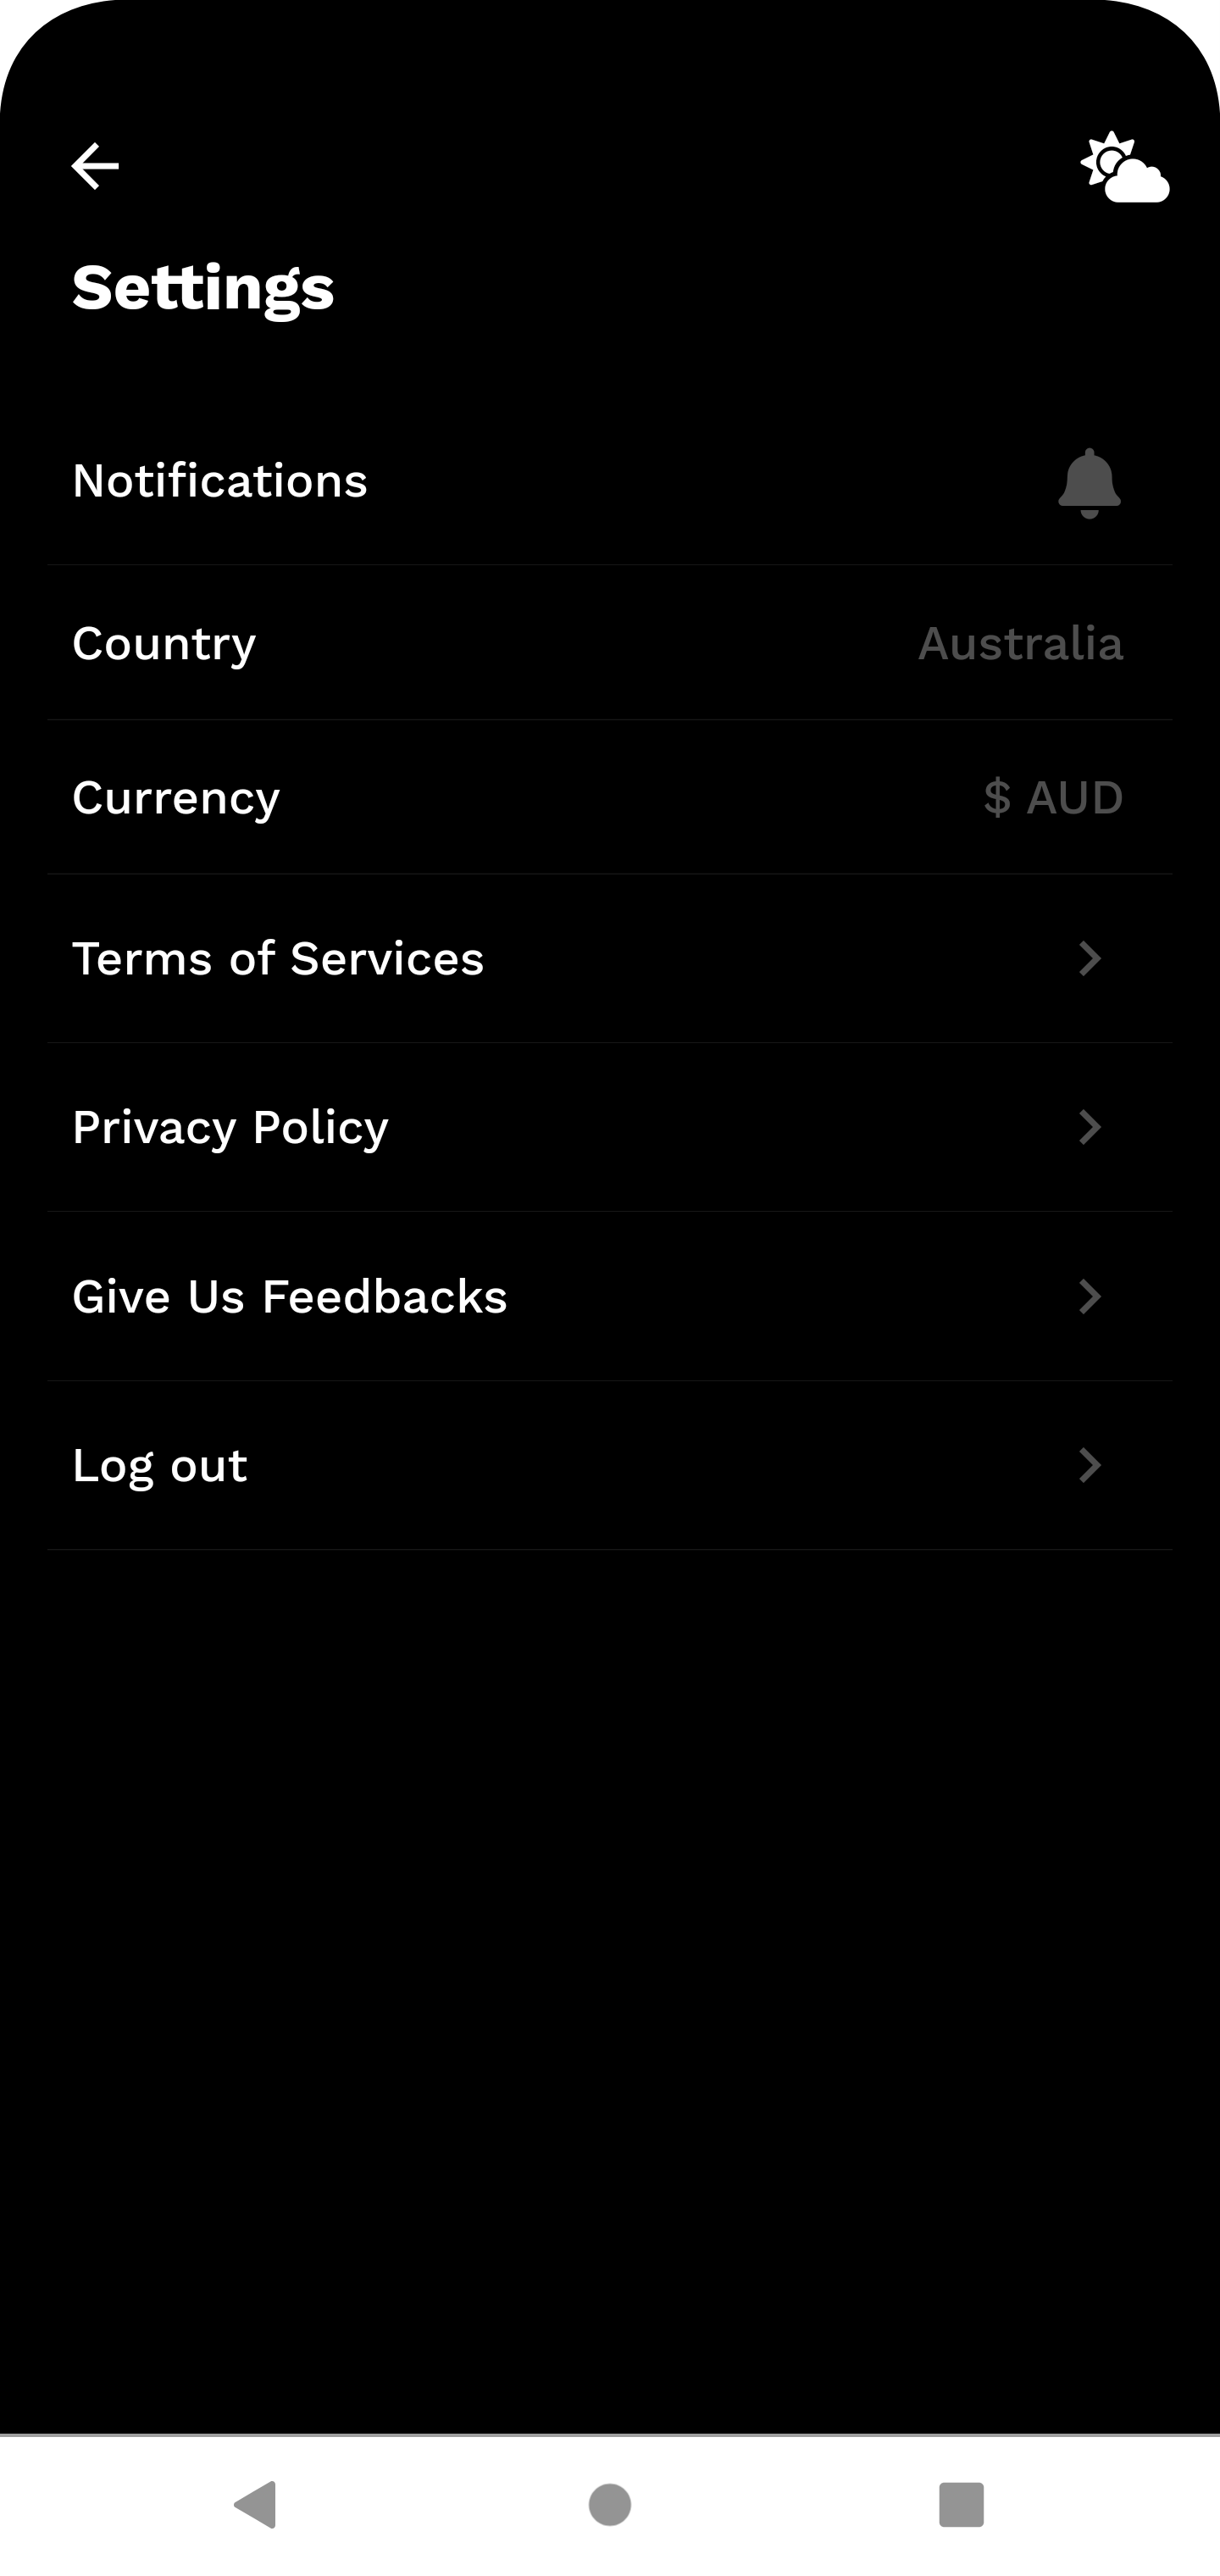 Settings
Notifications
Country Australia
Currency $ AUD
Terms of Services
Privacy Policy
Give Us Feedbacks
Log out